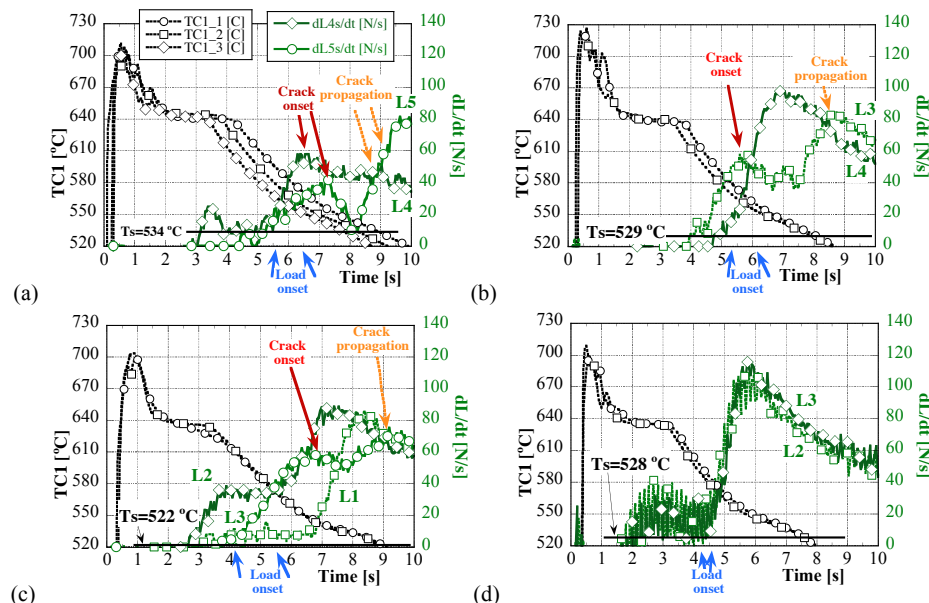 TC1_1 [C]
TC1_2 [C]
TC1_3 [C]
dL4s/dt [N/s]
dL5s/dt [N/s]
730
700
670
640
610
580
550
520
TC1 [ºC]
140
120
100
80
60
40
20
0
dL/dt [N/s]
Crack
onset
Crack
propagation
L5
L4
Ts=534 ºC
0 1 2 3 4 5 6 7 8 9 10
Load
onset
Time [s]
(a)
730
700
670
640
610
580
550
520
TC1 [ºC]
140
120
100
80
60
40
20
0
dL/dt [N/s]
Crack
onset
Crack
propagation
L3
L4
Ts=529 ºC
0 1 2 3 4 5 6 7 8 9 10
Load
onset
Time [s]
(b)
730
700
670
640
610
580
550
520
TC1 [ºC]
140
120
100
80
60
40
20
0
dL/dt [N/s]
Crack
onset
Crack
propagation
L2
L3
L1
Ts=522 ºC
0 1 2 3 4 5 6 7 8 9 10
Load
onset
Time [s]
(c)
730
700
670
640
610
580
550
520
TC1 [ºC]
140
120
100
80
60
40
20
0
dL/dt [N/s]
L3
L2
Ts=528 ºC
0 1 2 3 4 5 6 7 8 9 10
Load
onset
Time [s]
(d)